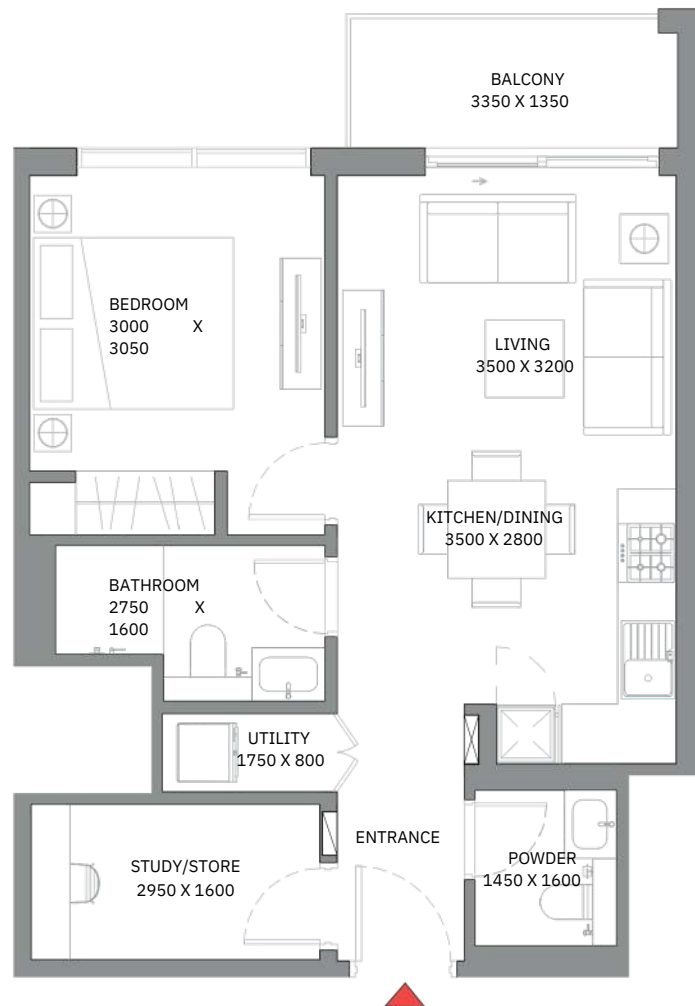 BALCONY
3350 X 1350
BEDROOM
3000 X
3050
LIVING
3500 X 3200
KITCHEN/DINING
3500 X 2800
BATHROOM
2750 X
1600
UTILITY
1750 X 800
ENTRANCE
STUDY/STORE
2950 X 1600
POWDER
1450 X 1600